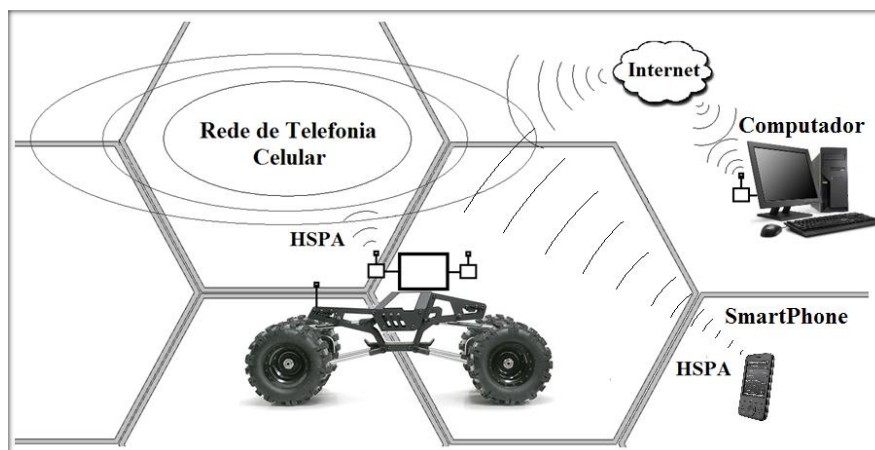 Internet
Rede de Telefonia
Celular
Computador
HSPA
SmartPhone
HSPA